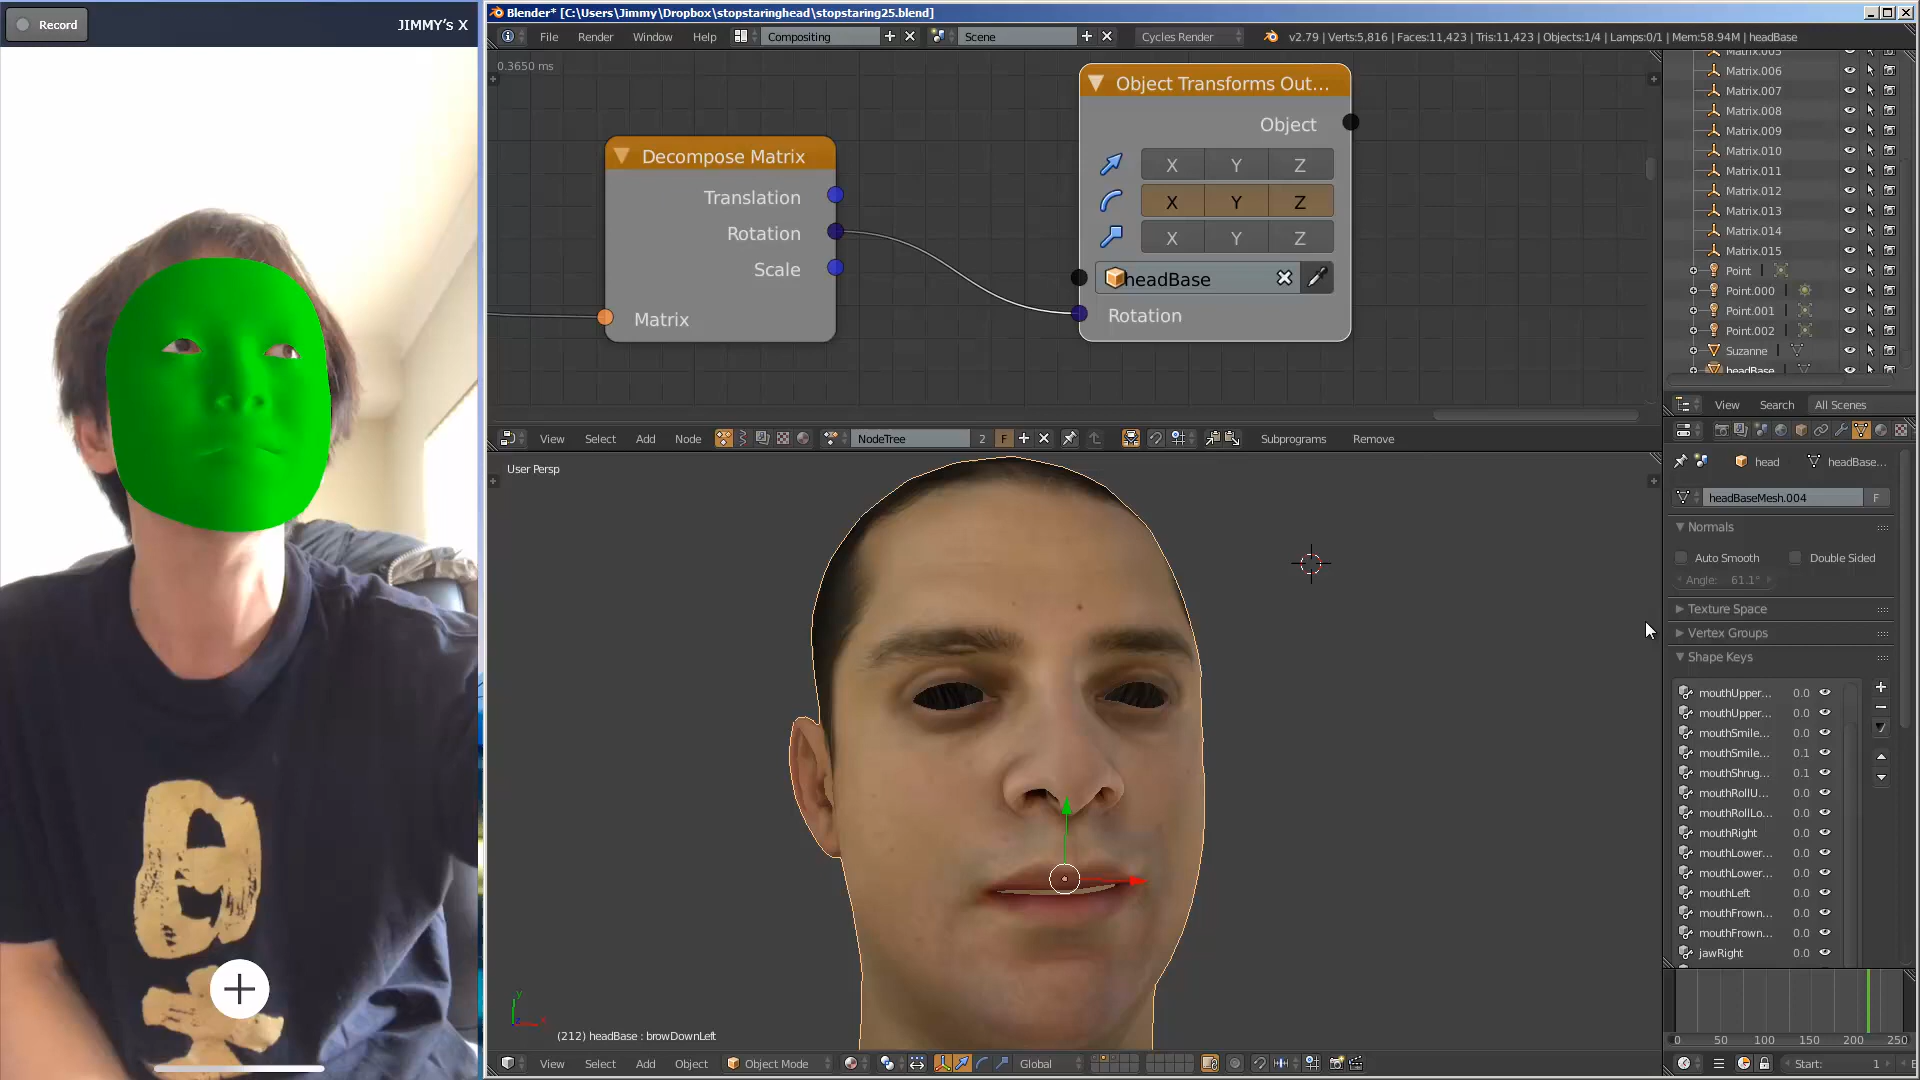 Record
JIMMY's X
Blender* [C:\Users\Jimmy\Dropbox\stopstaringhead\stopstaring25.blend]
File Render Window Help Compositing Scene Cycles Render v2.79 | Verts:5,816 | Faces:11,423 | Tris:11,423 | Objects:1/4 | Lamps:0/1 | Mem:58.94M | headBase
0.3650 ms
Decompose Matrix
Translation
Rotation
Scale
Matrix
Object Transforms Out...
Object
X Y Z
X Y Z
X Y Z
headBase
Rotation
View Select Add Node NodeTree 2 F Subprograms Remove
User Persp
(212) headBase : browDownLeft
View Select Add Object Object Mode Global
Matrix.005
Matrix.006
Matrix.007
Matrix.008
Matrix.009
Matrix.010
Matrix.011
Matrix.012
Matrix.013
Matrix.014
Matrix.015
Point
Point.000
Point.001
Point.002
Suzanne
headBase
View Search All Scenes
head headBase...
headBaseMesh.004 F
Normals
Auto Smooth Double Sided
Angle: 61.1°
Texture Space
Vertex Groups
Shape Keys
mouthUpper... 0.0
mouthUpper... 0.0
mouthSmile... 0.0
mouthSmile... 0.1
mouthShrug... 0.1
mouthRollU... 0.0
mouthRollLo... 0.0
mouthRight 0.0
mouthLower... 0.0
mouthLower... 0.0
mouthLeft 0.0
mouthFrown... 0.0
mouthFrown... 0.0
jawRight 0.0
0 50 100 150 200 250
Start: 1